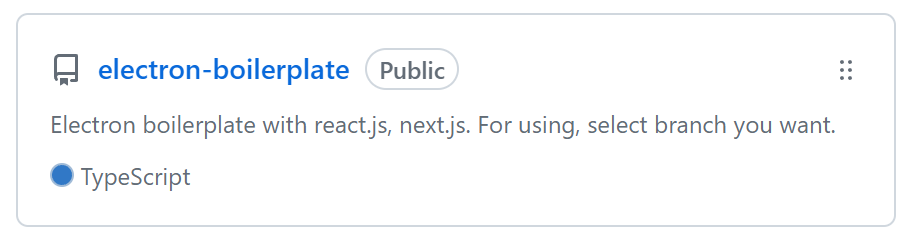 electron-boilerplate Public
Electron boilerplate with react.js, next.js. For using, select branch you want.
TypeScript